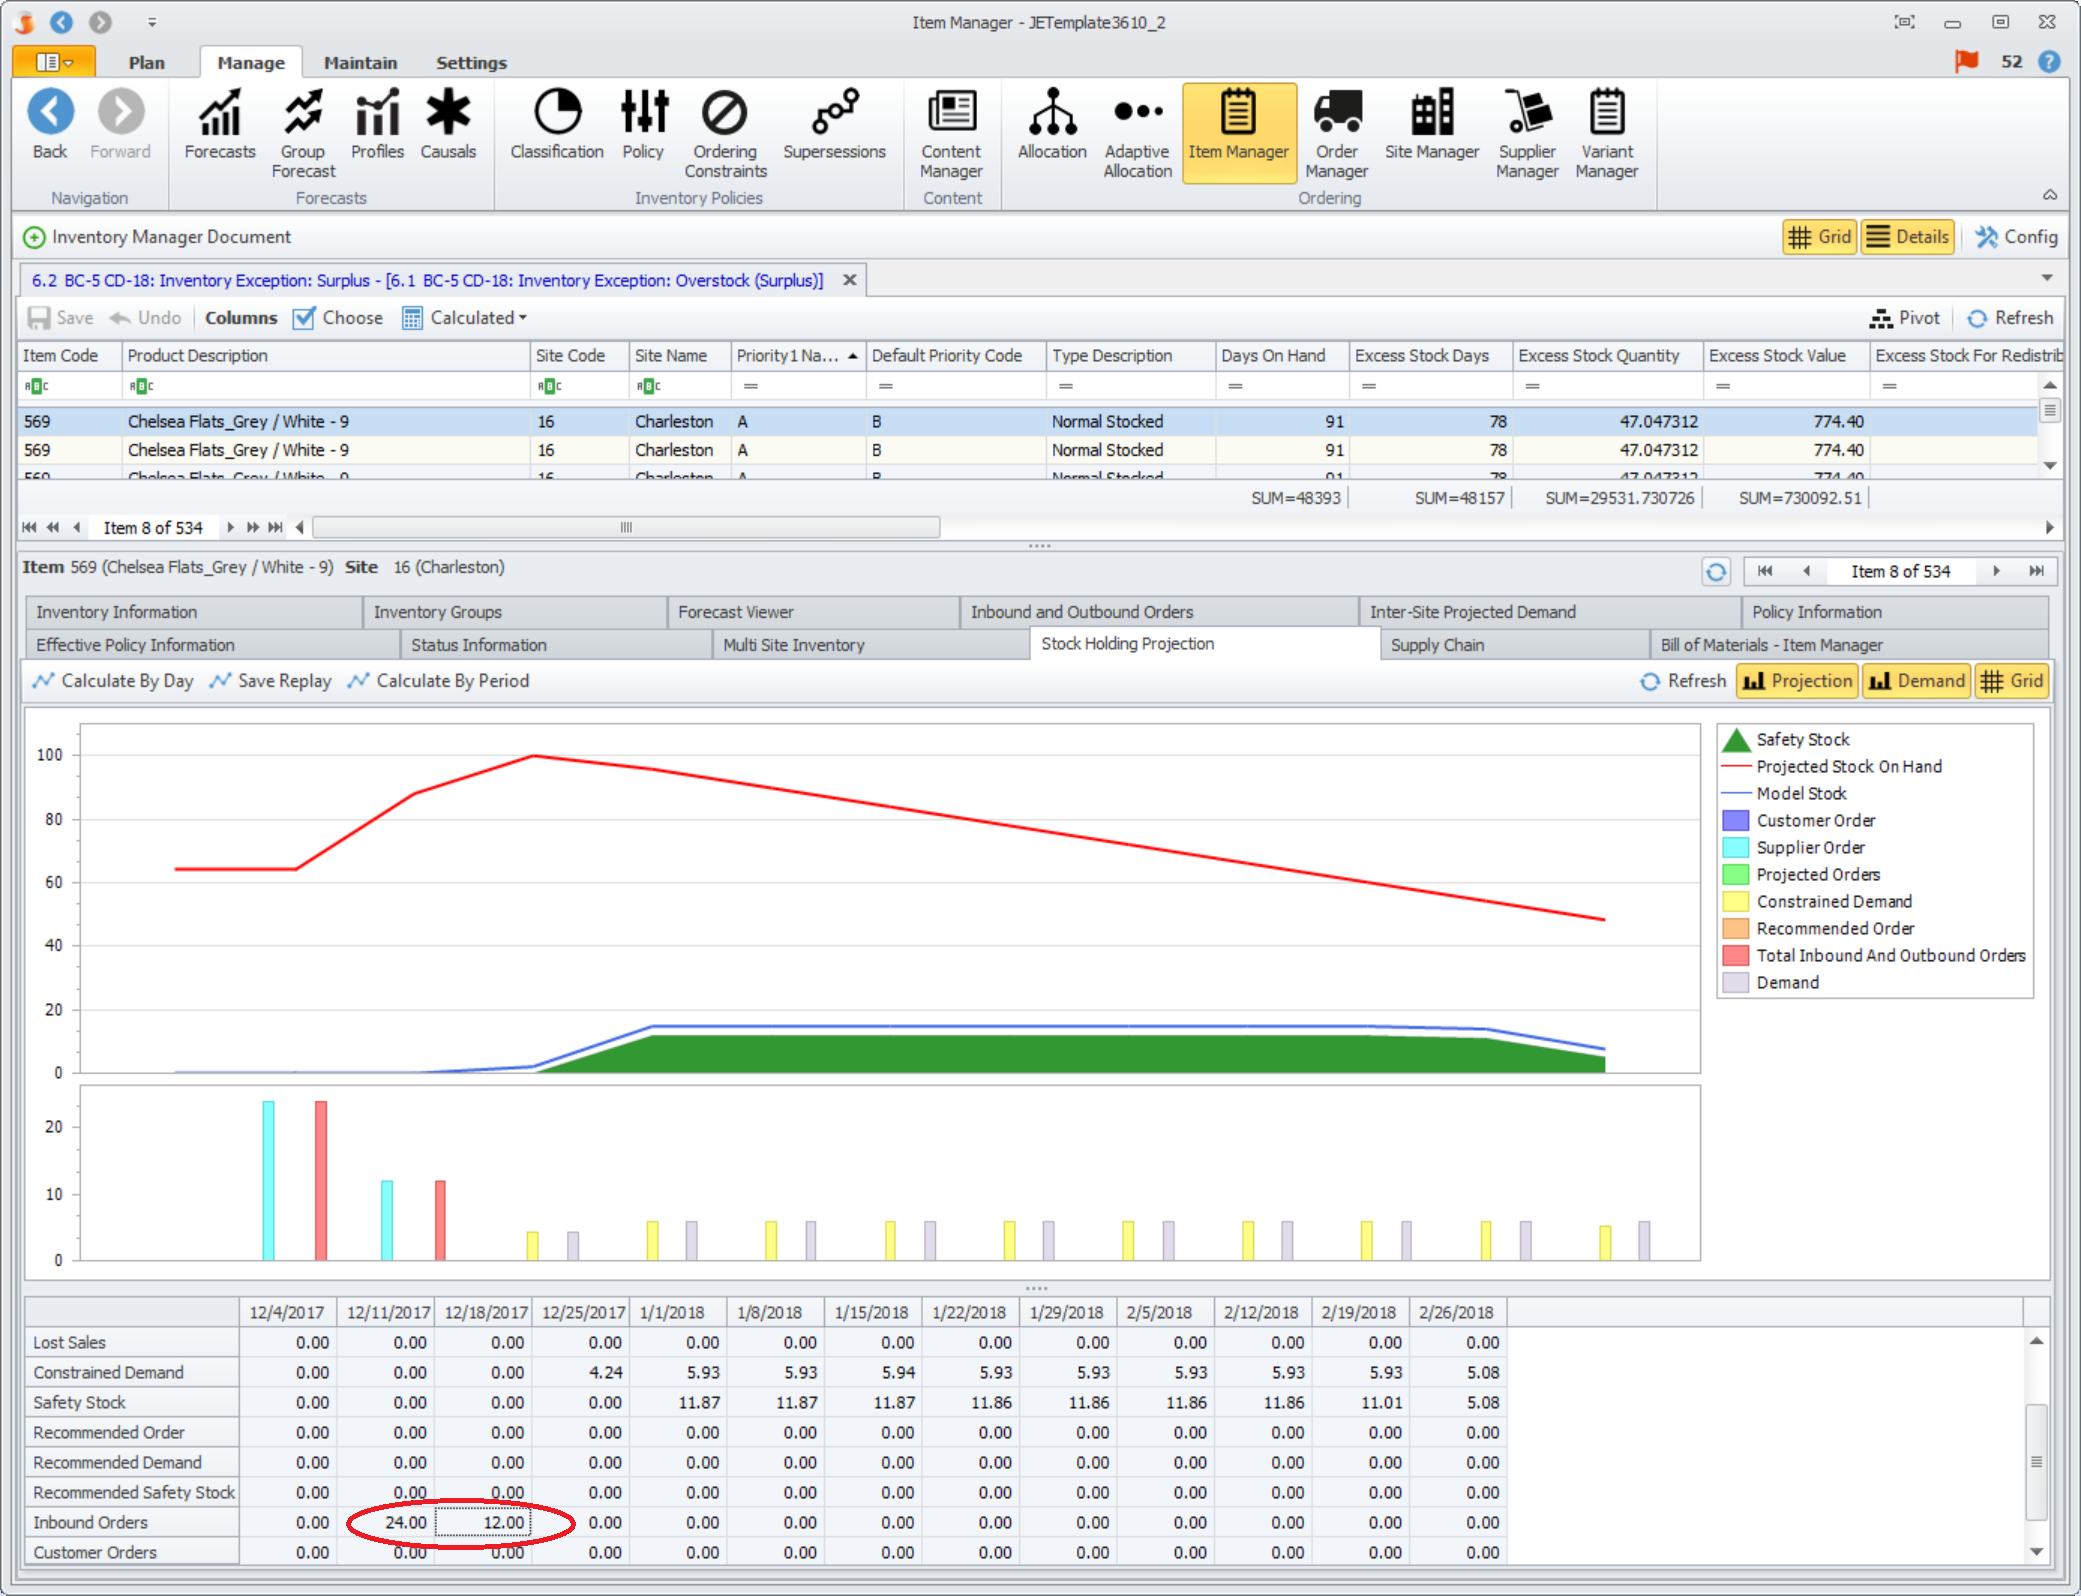 Item Manager - JETemplate3610_2
Plan Manage Maintain Settings 52 ?
Back Forward Forecasts Group Forecast Profiles Causals Classification Policy Ordering Constraints Supersessions Content Manager Allocation Adaptive Allocation Item Manager Order Manager Site Manager Supplier Manager Variant Manager
Navigation Forecasts Inventory Policies Content Ordering
Inventory Manager Document Grid Details Config
6.2 BC-5 CD-18: Inventory Exception: Surplus - [6.1 BC-5 CD-18: Inventory Exception: Overstock (Surplus)]
Save Undo Columns Choose Calculated Pivot Refresh
Item Code Product Description Site Code Site Name Priority1 Na... Default Priority Code Type Description Days On Hand Excess Stock Days Excess Stock Quantity Excess Stock Value Excess Stock For Redistrib
ABC ABC ABC ABC = = = = = = = =
569 Chelsea Flats_Grey / White - 9 16 Charleston A B Normal Stocked 91 78 47.047312 774.40
569 Chelsea Flats_Grey / White - 9 16 Charleston A B Normal Stocked 91 78 47.047312 774.40
569 Chelsea Flats_Grey / White - 9 16 Charleston A B Normal Stocked 91 78 47.047312 774.40
SUM=48393 SUM=48157 SUM=29531.730726 SUM=730092.51
Item 8 of 534
Item 569 (Chelsea Flats_Grey / White - 9) Site 16 (Charleston) Item 8 of 534
Inventory Information Inventory Groups Forecast Viewer Inbound and Outbound Orders Inter-Site Projected Demand Policy Information
Effective Policy Information Status Information Multi Site Inventory Stock Holding Projection Supply Chain Bill of Materials - Item Manager
Calculate By Day Save Replay Calculate By Period Refresh Projection Demand Grid
100
80
60
40
20
0
Safety Stock
Projected Stock On Hand
Model Stock
Customer Order
Supplier Order
Projected Orders
Constrained Demand
Recommended Order
Total Inbound And Outbound Orders
Demand
20
10
0
12/4/2017 12/11/2017 12/18/2017 12/25/2017 1/1/2018 1/8/2018 1/15/2018 1/22/2018 1/29/2018 2/5/2018 2/12/2018 2/19/2018 2/26/2018
Lost Sales 0.00 0.00 0.00 0.00 0.00 0.00 0.00 0.00 0.00 0.00 0.00 0.00 0.00
Constrained Demand 0.00 0.00 0.00 4.24 5.93 5.93 5.94 5.93 5.93 5.93 5.93 5.93 5.08
Safety Stock 0.00 0.00 0.00 0.00 11.87 11.87 11.87 11.86 11.86 11.86 11.86 11.01 5.08
Recommended Order 0.00 0.00 0.00 0.00 0.00 0.00 0.00 0.00 0.00 0.00 0.00 0.00 0.00
Recommended Demand 0.00 0.00 0.00 0.00 0.00 0.00 0.00 0.00 0.00 0.00 0.00 0.00 0.00
Recommended Safety Stock 0.00 0.00 0.00 0.00 0.00 0.00 0.00 0.00 0.00 0.00 0.00 0.00 0.00
Inbound Orders 0.00 24.00 12.00 0.00 0.00 0.00 0.00 0.00 0.00 0.00 0.00 0.00 0.00
Customer Orders 0.00 0.00 0.00 0.00 0.00 0.00 0.00 0.00 0.00 0.00 0.00 0.00 0.00